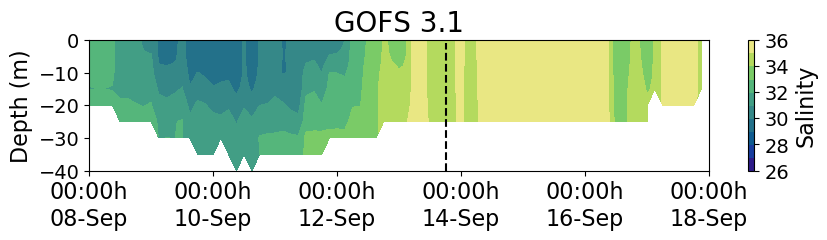 GOFS 3.1
Depth (m)
0
−10
−20
−30
−40
00:00h 00:00h 00:00h 00:00h 00:00h 00:00h
08-Sep 10-Sep 12-Sep 14-Sep 16-Sep 18-Sep
36
34
32
30
28
26
Salinity